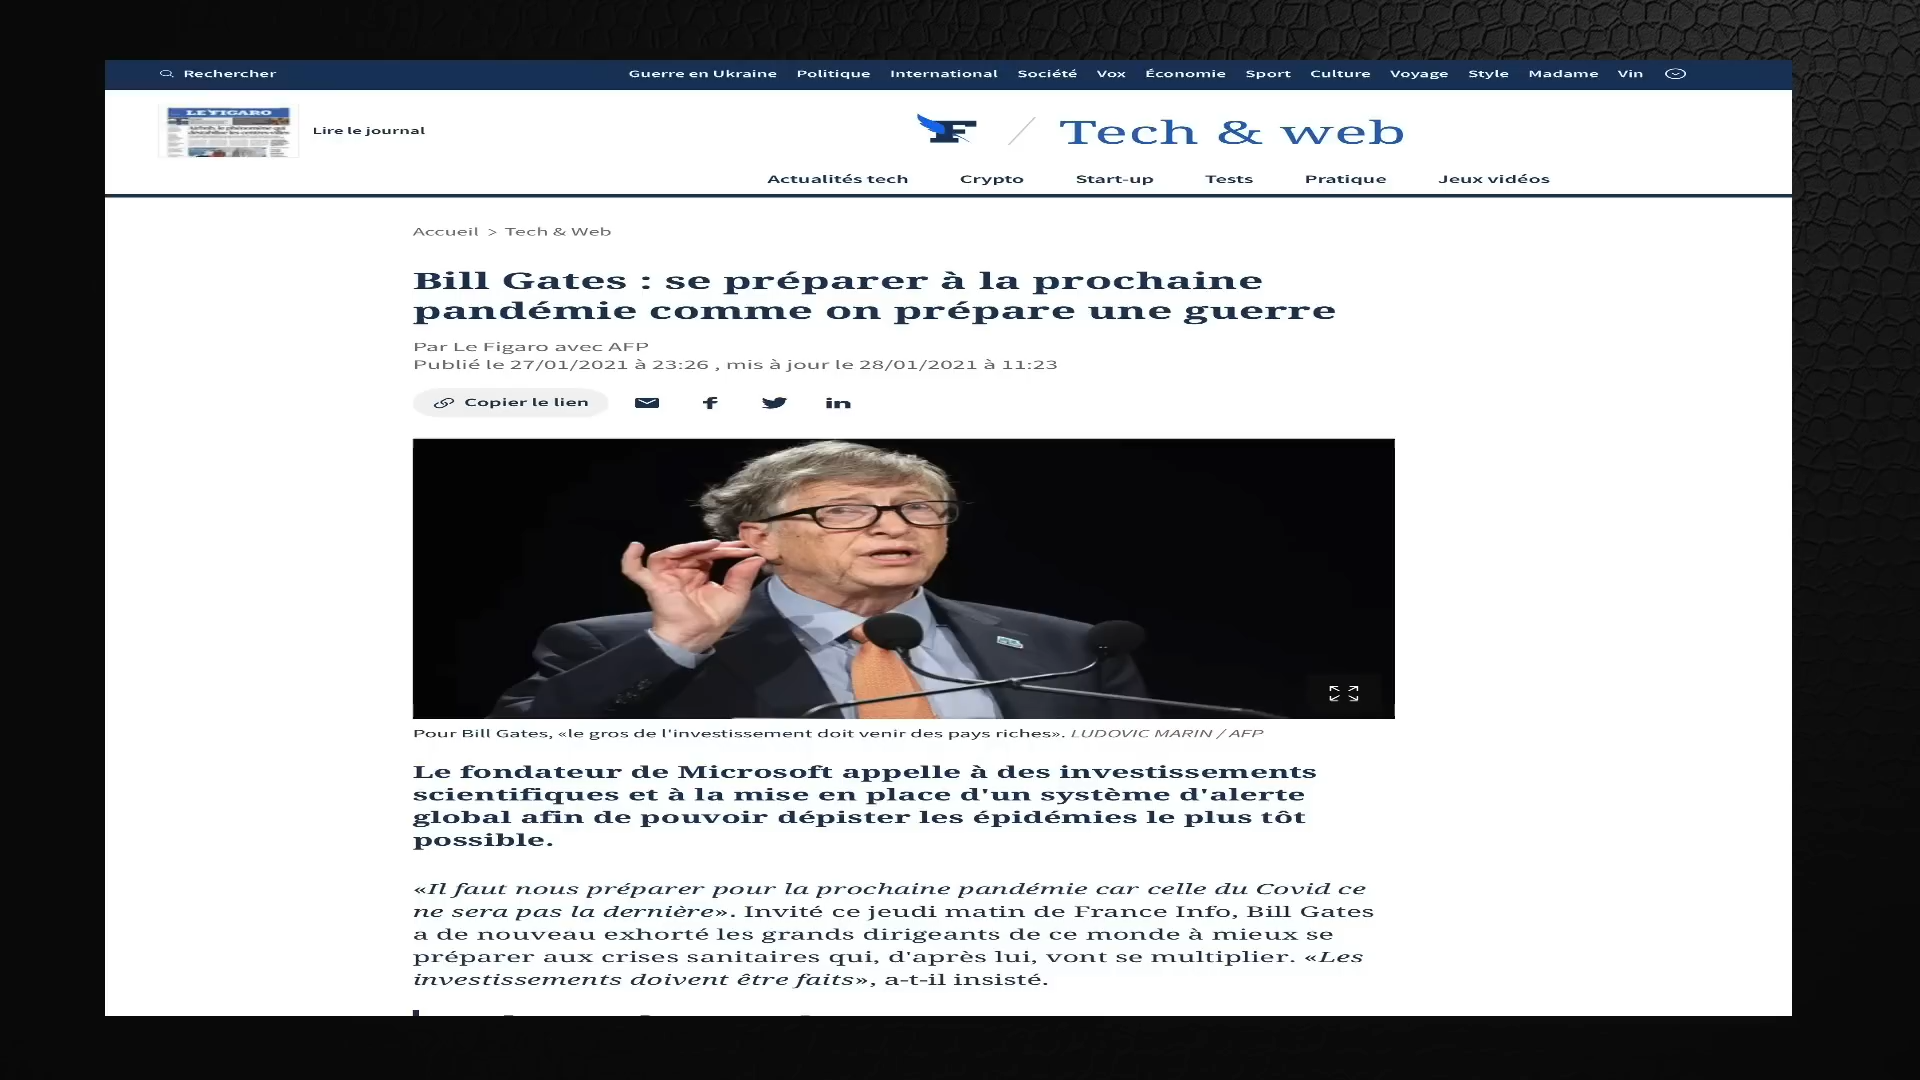 Rechercher
Guerre en Ukraine Politique International Société Vox Économie Sport Culture Voyage Style Madame Vin
LE FIGARO
Lire le journal
F / Tech & web
Actualités tech Crypto Start-up Tests Pratique Jeux vidéos
Accueil > Tech & Web
Bill Gates : se préparer à la prochaine
pandémie comme on prépare une guerre
Par Le Figaro avec AFP
Publié le 27/01/2021 à 23:26 , mis à jour le 28/01/2021 à 11:23
Copier le lien
Pour Bill Gates, «le gros de l'investissement doit venir des pays riches». LUDOVIC MARIN / AFP
Le fondateur de Microsoft appelle à des investissements
scientifiques et à la mise en place d'un système d'alerte
global afin de pouvoir dépister les épidémies le plus tôt
possible.
«Il faut nous préparer pour la prochaine pandémie car celle du Covid ce
ne sera pas la dernière». Invité ce jeudi matin de France Info, Bill Gates
a de nouveau exhorté les grands dirigeants de ce monde à mieux se
préparer aux crises sanitaires qui, d'après lui, vont se multiplier. «Les
investissements doivent être faits», a-t-il insisté.